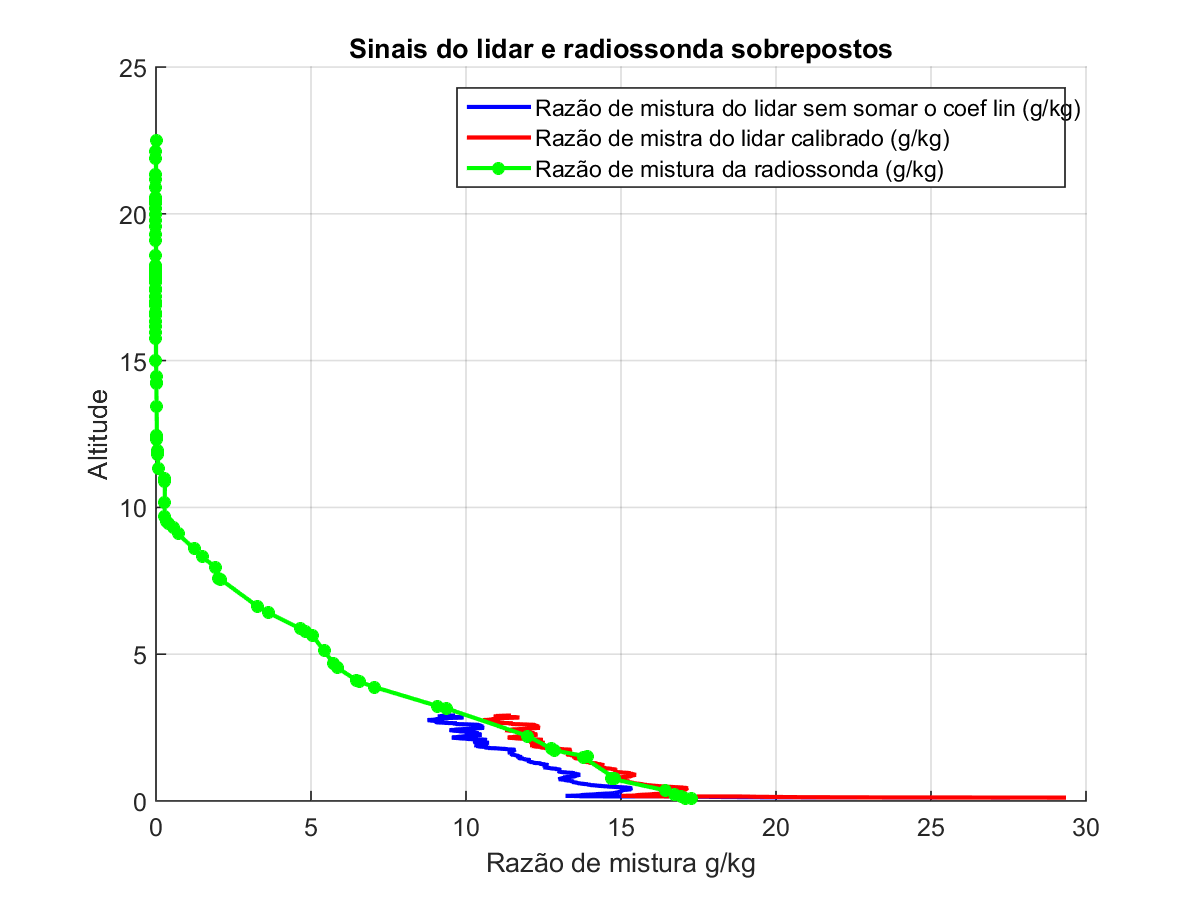 Sinais do lidar e radiossonda sobrepostos
25
20
15
10
5
0
Altitude
Razão de mistura do lidar sem somar o coef lin (g/kg)
Razão de mistra do lidar calibrado (g/kg)
Razão de mistura da radiossonda (g/kg)
0 5 10 15 20 25 30
Razão de mistura g/kg